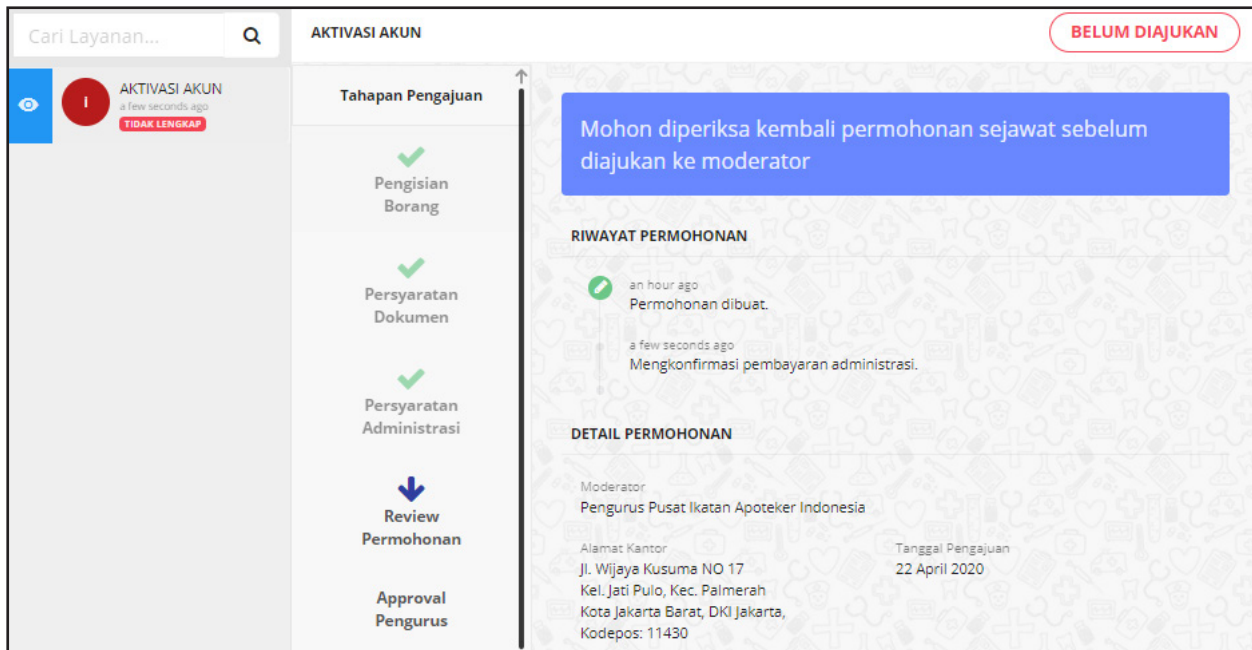 Cari Layanan...
AKTIVASI AKUN
BELUM DIAJUKAN
I
AKTIVASI AKUN
a few seconds ago
TIDAK LENGKAP
Tahapan Pengajuan
Pengisian
Borang
Persyaratan
Dokumen
Persyaratan
Administrasi
Review
Permohonan
Approval
Pengurus
Mohon diperiksa kembali permohonan sejawat sebelum
diajukan ke moderator
RIWAYAT PERMOHONAN
an hour ago
Permohonan dibuat.
a few seconds ago
Mengkonfirmasi pembayaran administrasi.
DETAIL PERMOHONAN
Moderator
Pengurus Pusat Ikatan Apoteker Indonesia
Alamat Kantor
Jl. Wijaya Kusuma NO 17
Kel. Jati Pulo, Kec. Palmerah
Kota Jakarta Barat, DKI Jakarta,
Kodepos: 11430
Tanggal Pengajuan
22 April 2020